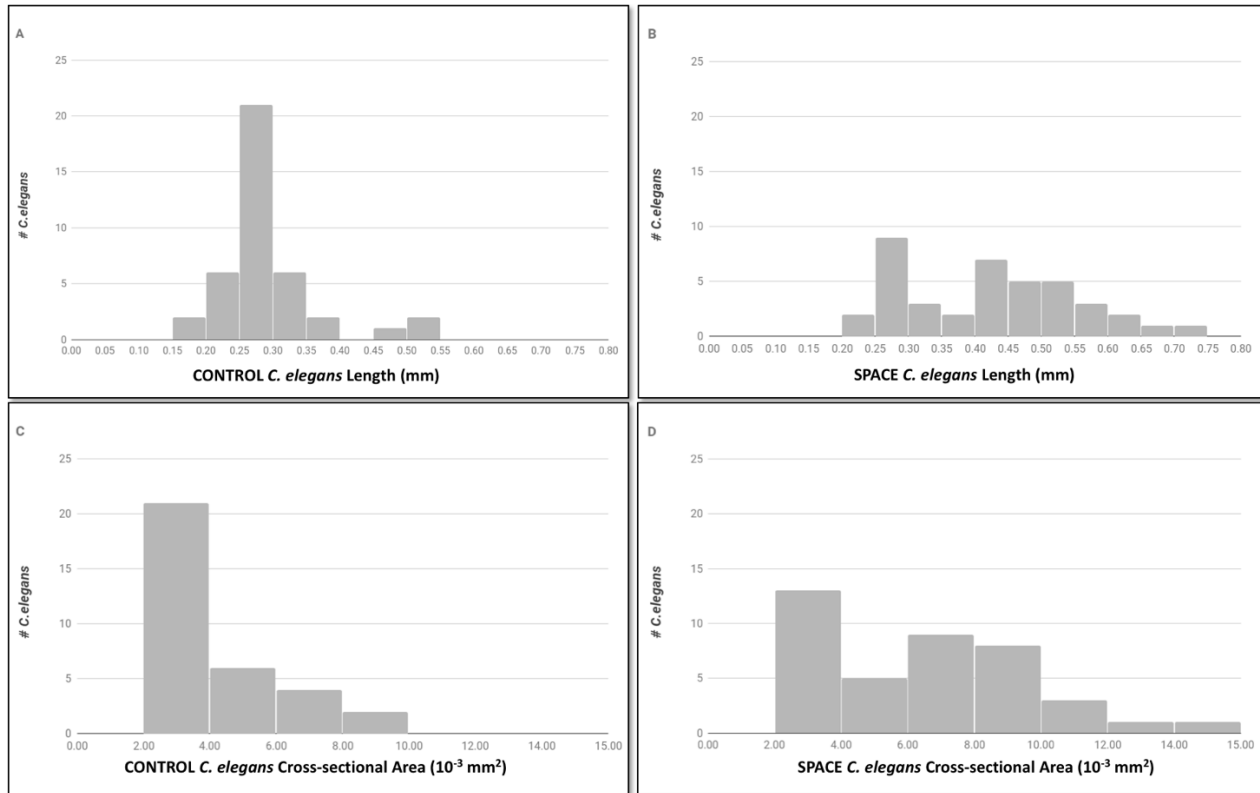 A
25
20
15
10
5
0
# C.elegans
0.00 0.05 0.10 0.15 0.20 0.25 0.30 0.35 0.40 0.45 0.50 0.55 0.60 0.65 0.70 0.75 0.80
CONTROL C. elegans Length (mm)
B
25
20
15
10
5
0
# C.elegans
0.00 0.05 0.10 0.15 0.20 0.25 0.30 0.35 0.40 0.45 0.50 0.55 0.60 0.65 0.70 0.75 0.80
SPACE C. elegans Length (mm)
C
25
20
15
10
5
0
# C.elegans
0.00 2.00 4.00 6.00 8.00 10.00 15.00
CONTROL C. elegans Cross-sectional Area (10⁻³ mm²)
D
25
20
15
10
5
0
# C.elegans
0.00 2.00 4.00 6.00 8.00 10.00 12.00 14.00 15.00
SPACE C. elegans Cross-sectional Area (10⁻³ mm²)